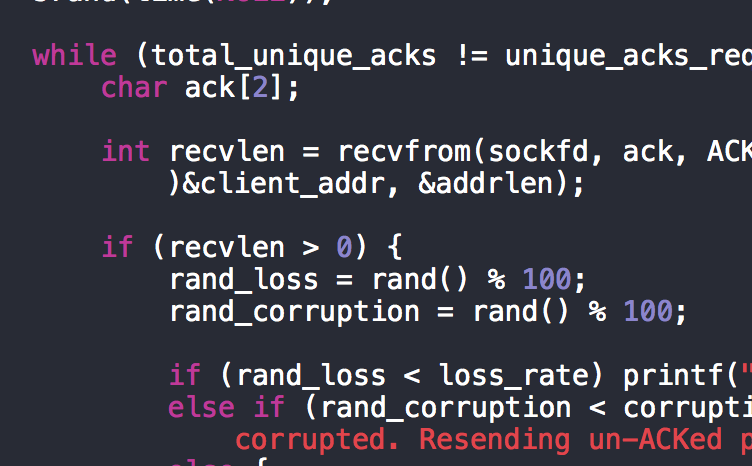 while (total_unique_acks != unique_acks_rec
char ack[2];
int recvlen = recvfrom(sockfd, ack, ACK
)&client_addr, &addrlen);
if (recvlen > 0) {
rand_loss = rand() % 100;
rand_corruption = rand() % 100;
if (rand_loss < loss_rate) printf("
else if (rand_corruption < corrupti
corrupted. Resending un-ACKed p
else {